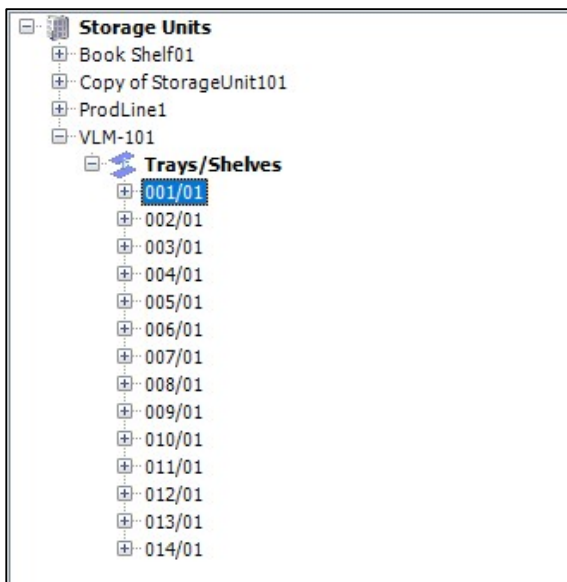 Storage Units
Book Shelf01
Copy of StorageUnit101
ProdLine1
VLM-101
Trays/Shelves
001/01
002/01
003/01
004/01
005/01
006/01
007/01
008/01
009/01
010/01
011/01
012/01
013/01
014/01